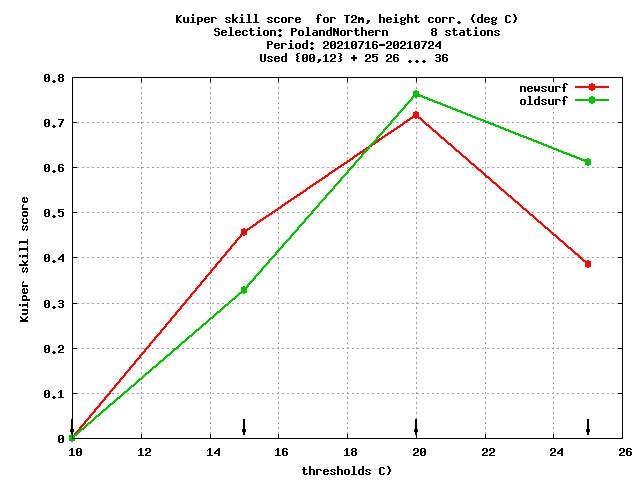 Kuiper skill score  for T2m, height corr. (deg C)
Selection: PolandNorthern      8 stations
Period: 20210716-20210724
Used {00,12} + 25 26 ... 36
newsurf
oldsurf
Kuiper skill score
0.8
0.7
0.6
0.5
0.4
0.3
0.2
0.1
0
10 12 14 16 18 20 22 24 26
thresholds C)